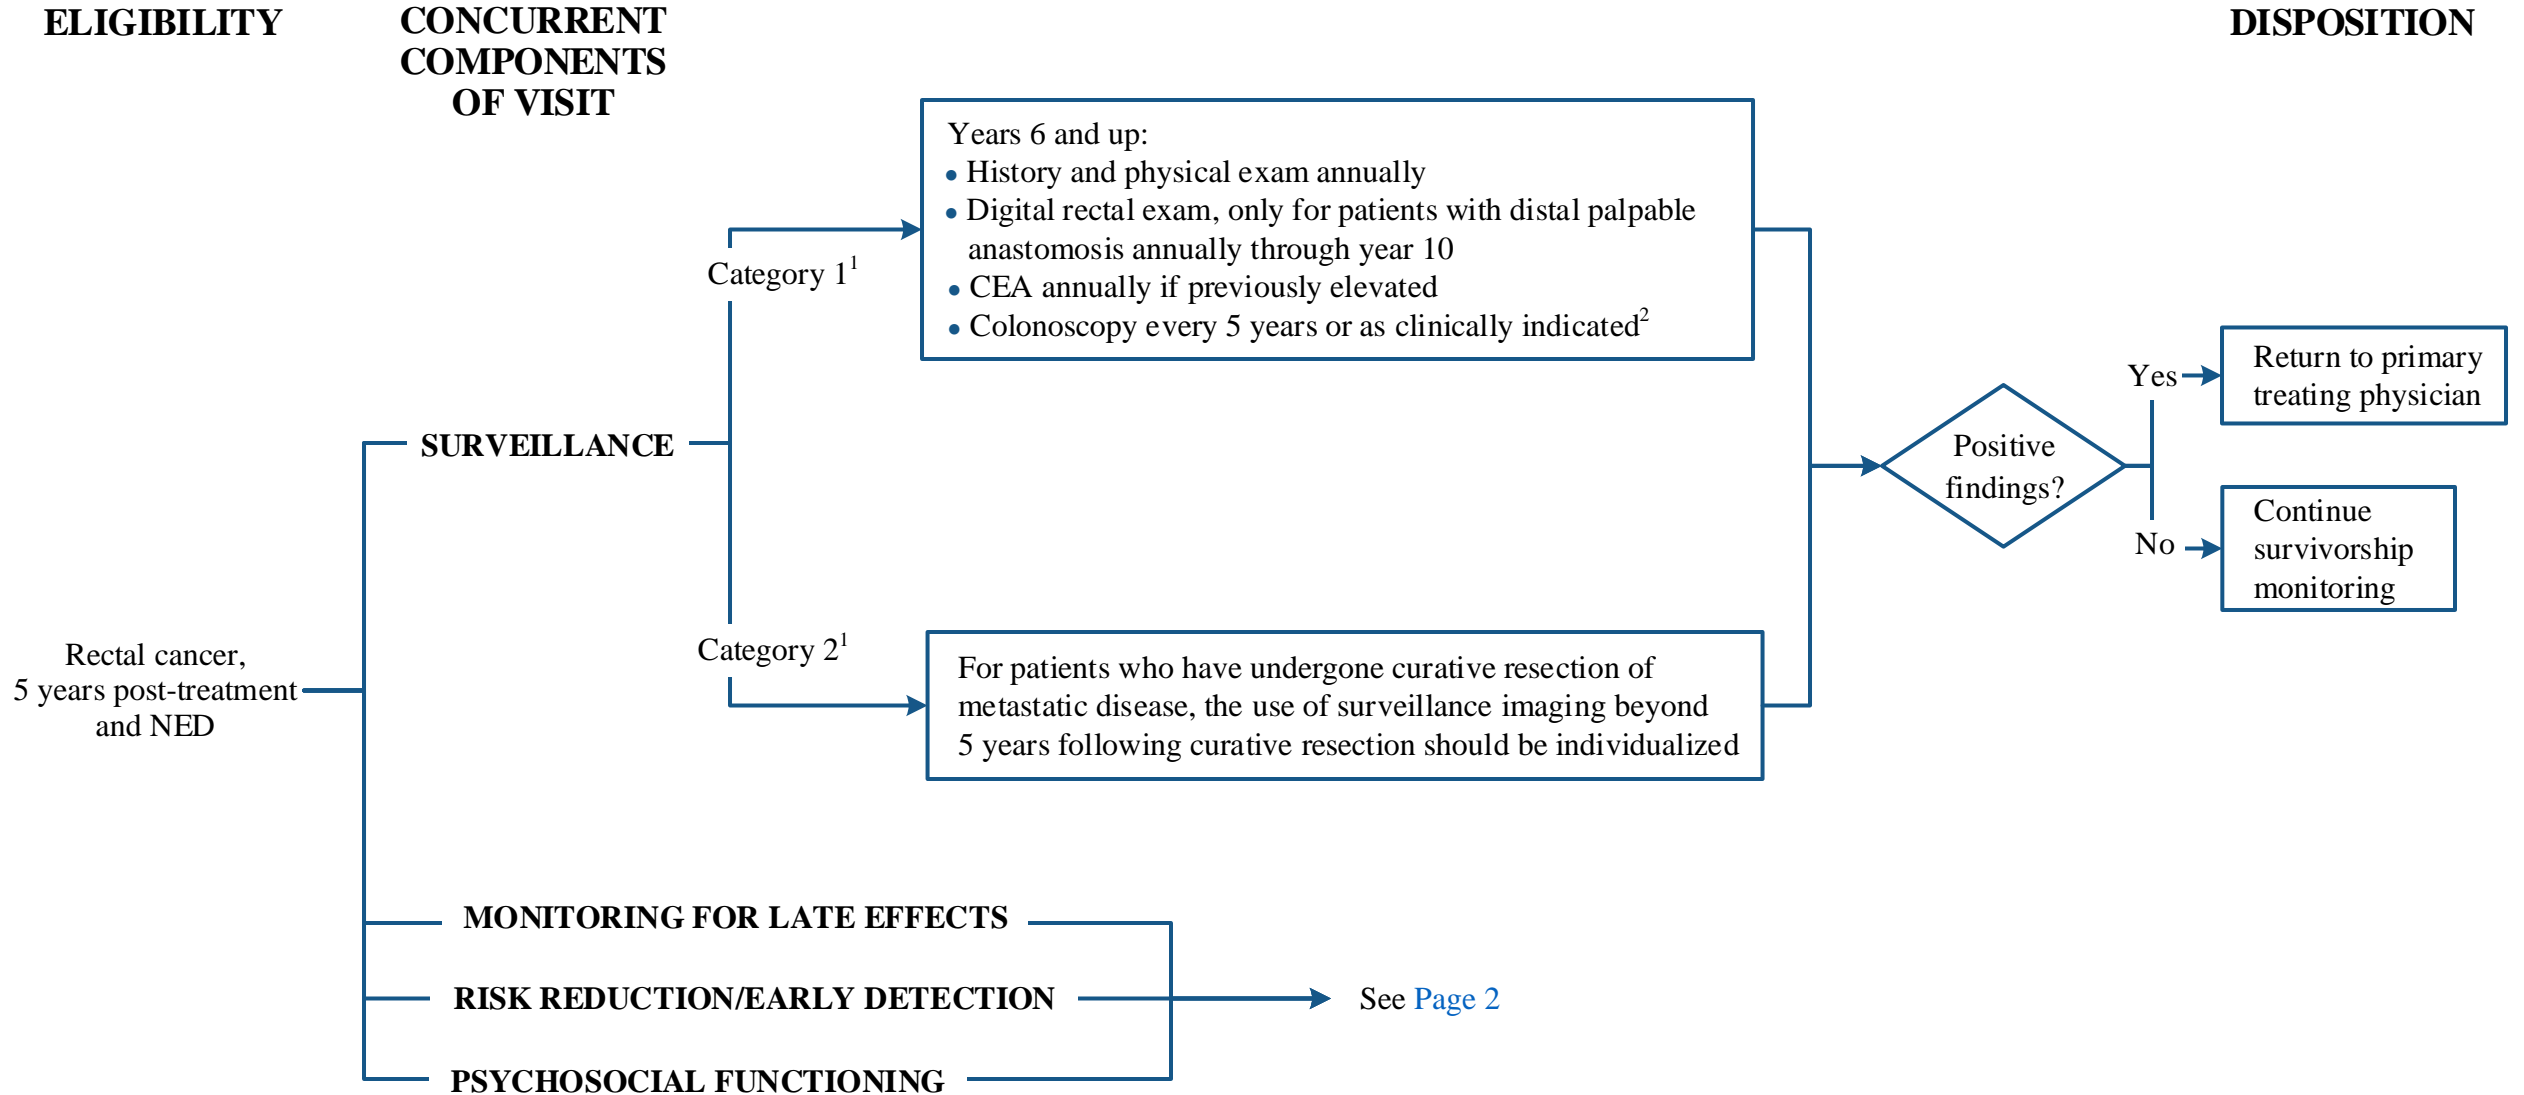 ELIGIBILITY
CONCURRENT
COMPONENTS
OF VISIT
DISPOSITION
Years 6 and up:
● History and physical exam annually
● Digital rectal exam, only for patients with distal palpable
anastomosis annually through year 10
● CEA annually if previously elevated
● Colonoscopy every 5 years or as clinically indicated²
Category 1¹
SURVEILLANCE
Category 2¹
For patients who have undergone curative resection of
metastatic disease, the use of surveillance imaging beyond
5 years following curative resection should be individualized
Positive
findings?
Yes
Return to primary
treating physician
No
Continue
survivorship
monitoring
Rectal cancer,
5 years post-treatment
and NED
MONITORING FOR LATE EFFECTS
RISK REDUCTION/EARLY DETECTION
See Page 2
PSYCHOSOCIAL FUNCTIONING